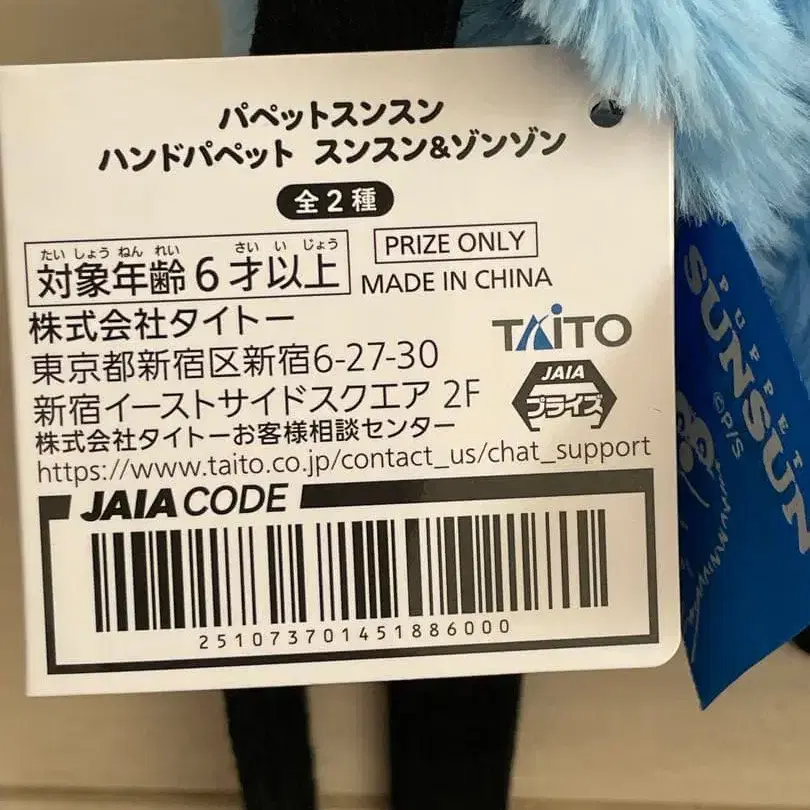 パペットスンスン
ハンドパペット スンスン&ゾンゾン
全2種
たいしょうねんれい さいいじょう
対象年齢6才以上
PRIZE ONLY
MADE IN CHINA
株式会社タイトー
東京都新宿区新宿6-27-30
新宿イーストサイドスクエア 2F
株式会社タイトーお客様相談センター
https://www.taito.co.jp/contact_us/chat_support
TAITO
JAIA
プライズ
JAIA CODE
251073701451886000
PUPPET
SUNSUN
©P/S